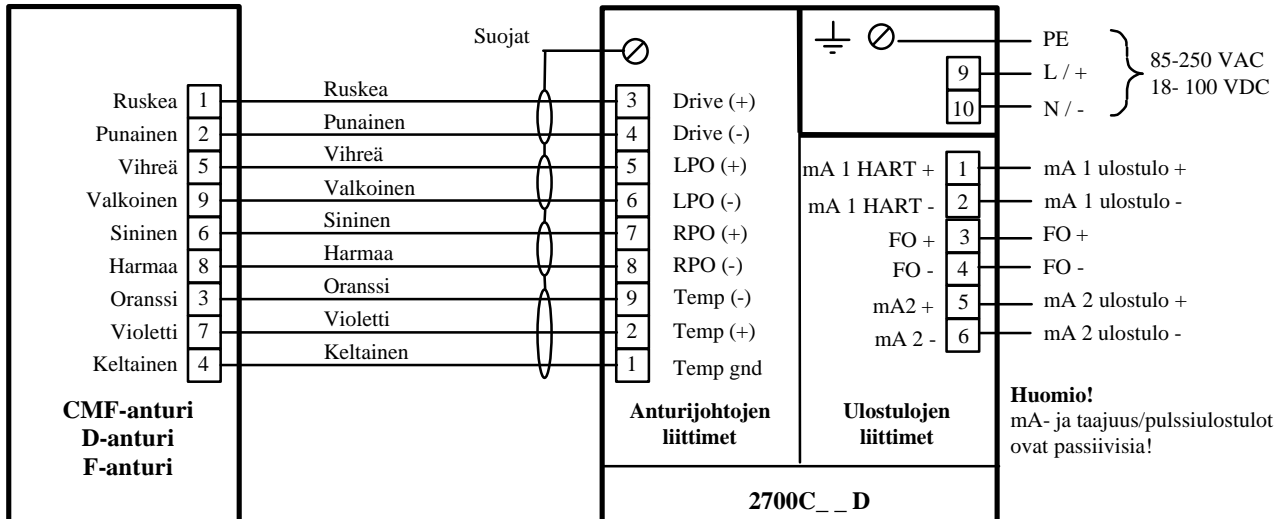 Suojat
PE
L / +
N / -
85-250 VAC
18- 100 VDC
9
10
Ruskea 1 Ruskea 3 Drive (+)
Punainen 2 Punainen 4 Drive (-)
Vihreä 5 Vihreä 5 LPO (+)
Valkoinen 9 Valkoinen 6 LPO (-)
Sininen 6 Sininen 7 RPO (+)
Harmaa 8 Harmaa 8 RPO (-)
Oranssi 3 Oranssi 9 Temp (-)
Violetti 7 Violetti 2 Temp (+)
Keltainen 4 Keltainen 1 Temp gnd
mA 1 HART + 1 mA 1 ulostulo +
mA 1 HART - 2 mA 1 ulostulo -
FO + 3 FO +
FO - 4 FO -
mA2 + 5 mA 2 ulostulo +
mA 2 - 6 mA 2 ulostulo -
CMF-anturi
D-anturi
F-anturi
Anturijohtojen
liittimet
Ulostulojen
liittimet
Huomio!
mA- ja taajuus/pulssiulostulot
ovat passiivisia!
2700C_ _ D